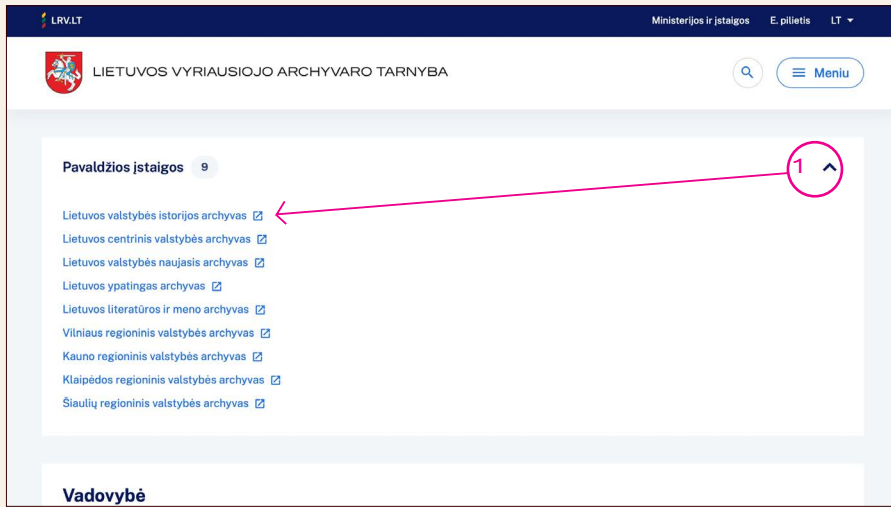 LRV.LT Ministerijos ir įstaigos E. pilietis LT
LIETUVOS VYRIAUSIOJO ARCHYVARO TARNYBA Meniu
Pavaldžios įstaigos 9 1
Lietuvos valstybės istorijos archyvas
Lietuvos centrinis valstybės archyvas
Lietuvos valstybės naujasis archyvas
Lietuvos ypatingas archyvas
Lietuvos literatūros ir meno archyvas
Vilniaus regioninis valstybės archyvas
Kauno regioninis valstybės archyvas
Klaipėdos regioninis valstybės archyvas
Šiaulių regioninis valstybės archyvas
Vadovybė